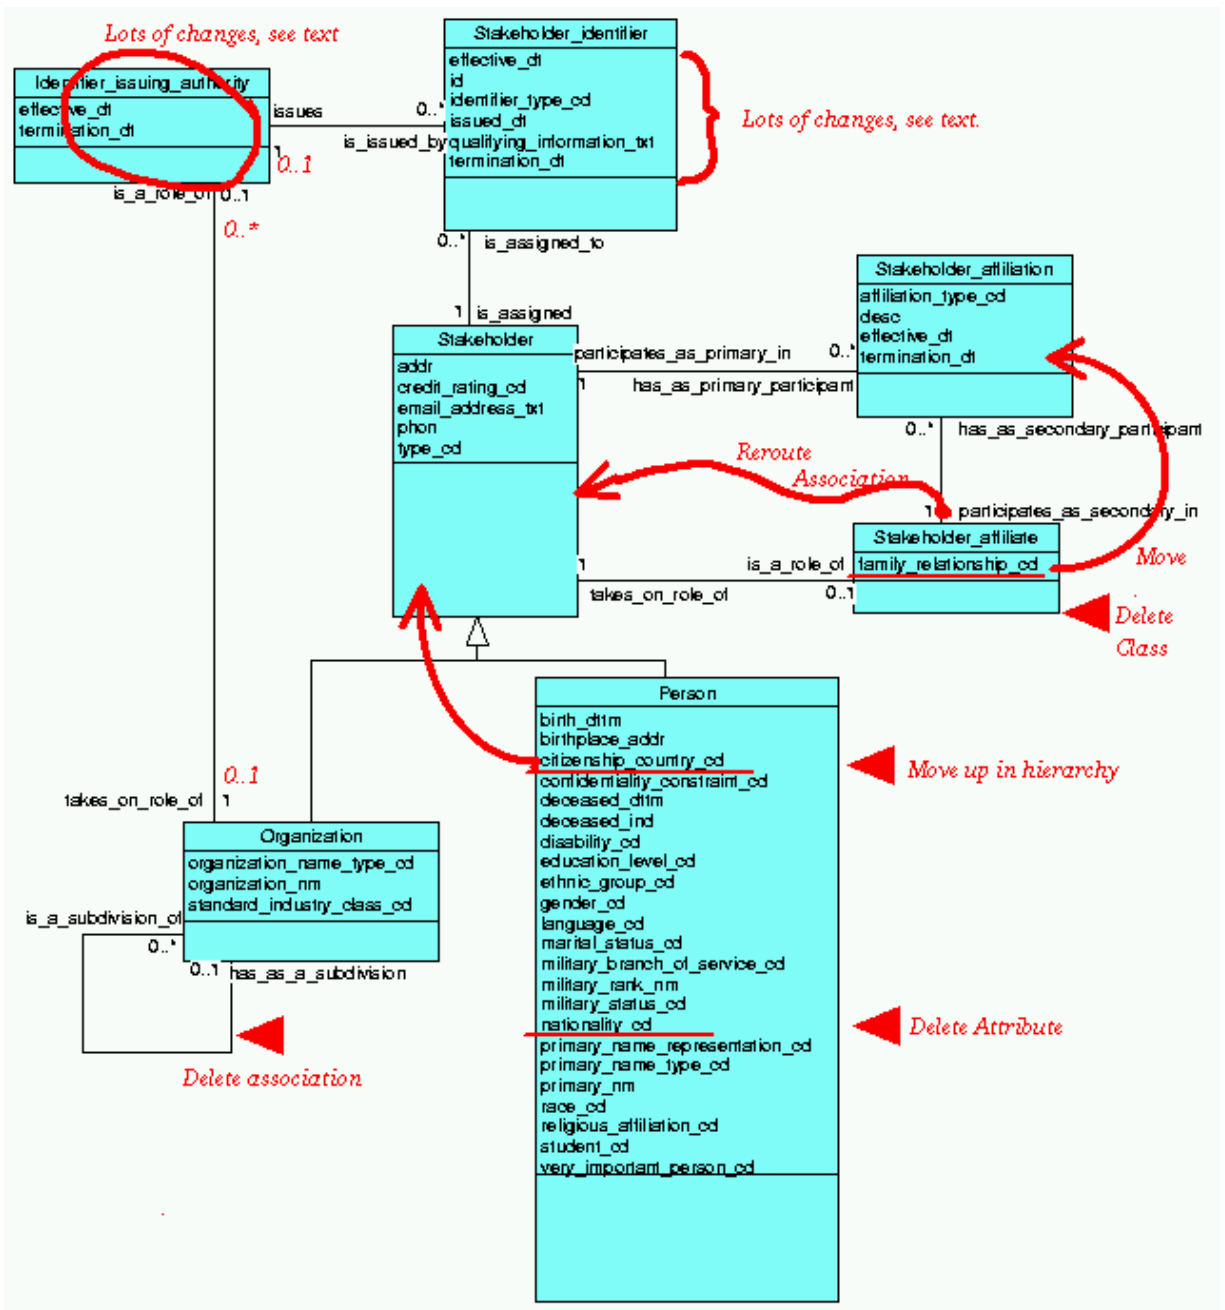 Lots of changes, see text
Stakeholder_identifier
effective_dt
id
identifier_type_cd
issued_dt
qualifying_information_txt
termination_dt
Lots of changes, see text.
Identifier_issuing_authority
effective_dt
termination_dt
issues
0..*
is_issued_by
1
0..1
is_a_role_of
0..1
0..*
0..*
is_assigned_to
1
is_assigned
Stakeholder_affiliation
affiliation_type_cd
desc
effective_dt
termination_dt
Stakeholder
addr
credit_rating_cd
email_address_txt
phon
type_cd
participates_as_primary_in
0..*
1
has_as_primary_participant
0..*
has_as_secondary_participant
Reroute
Association
1
participates_as_secondary_in
Stakeholder_affiliate
family_relationship_cd
Move
1
is_a_role_of
takes_on_role_of
0..1
Delete
Class
Person
birth_dttm
birthplace_addr
citizenship_country_cd
confidentiality_constraint_cd
deceased_dttm
deceased_ind
disability_cd
education_level_cd
ethnic_group_cd
gender_cd
language_cd
marital_status_cd
military_branch_of_service_cd
military_rank_nm
military_status_cd
nationality_cd
primary_name_representation_cd
primary_name_type_cd
primary_nm
race_cd
religious_affiliation_cd
student_cd
very_important_person_cd
Move up in hierarchy
Delete Attribute
0..1
takes_on_role_of
1
Organization
organization_name_type_cd
organization_nm
standard_industry_class_cd
is_a_subdivision_of
0..*
0..1
has_as_a_subdivision
Delete association